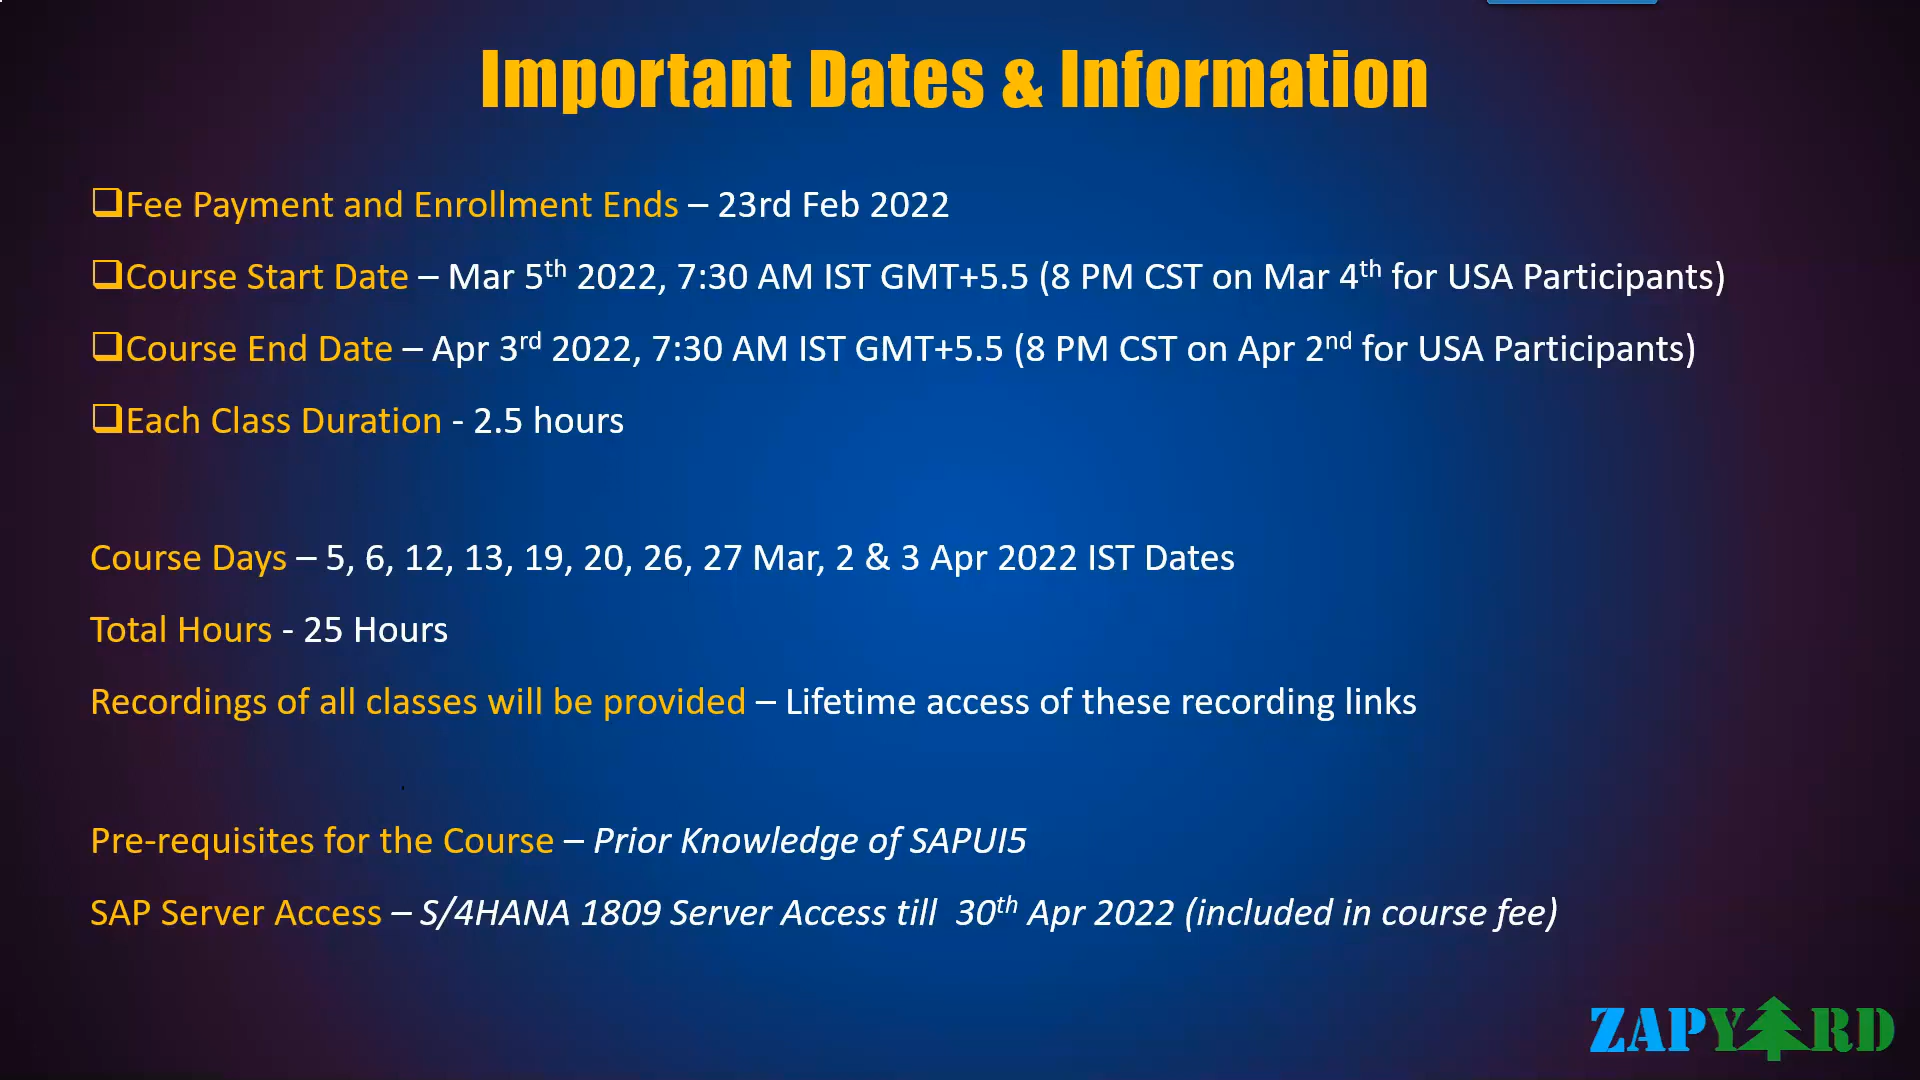 Important Dates & Information
❑Fee Payment and Enrollment Ends – 23rd Feb 2022
❑Course Start Date – Mar 5th 2022, 7:30 AM IST GMT+5.5 (8 PM CST on Mar 4th for USA Participants)
❑Course End Date – Apr 3rd 2022, 7:30 AM IST GMT+5.5 (8 PM CST on Apr 2nd for USA Participants)
❑Each Class Duration - 2.5 hours
Course Days – 5, 6, 12, 13, 19, 20, 26, 27 Mar, 2 & 3 Apr 2022 IST Dates
Total Hours - 25 Hours
Recordings of all classes will be provided – Lifetime access of these recording links
Pre-requisites for the Course – Prior Knowledge of SAPUI5
SAP Server Access – S/4HANA 1809 Server Access till 30th Apr 2022 (included in course fee)
ZAPYARD